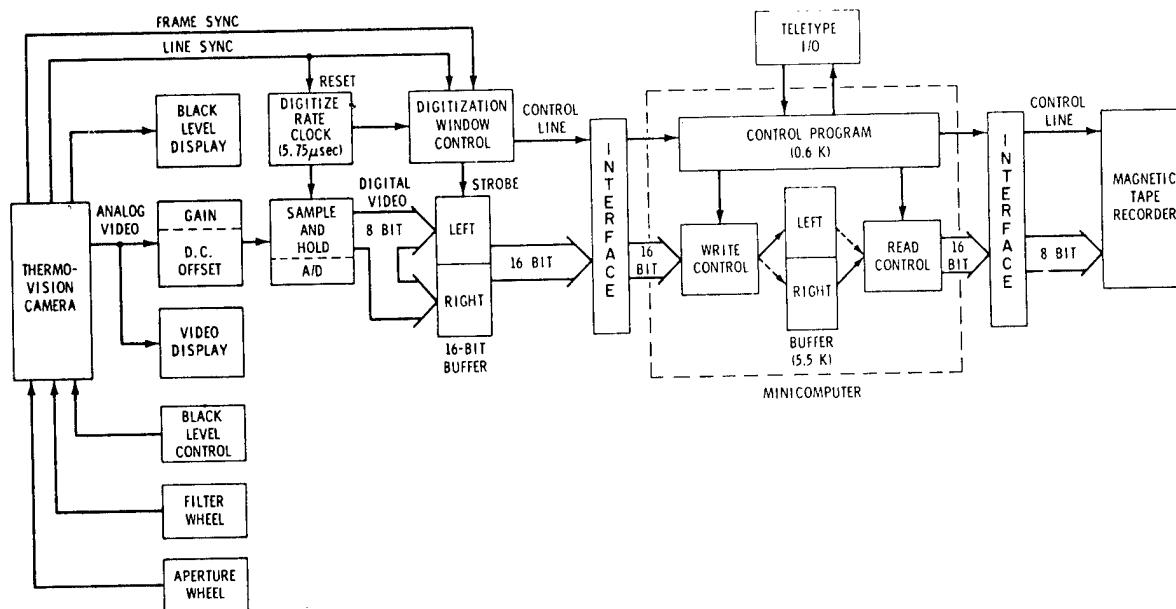 FRAME SYNC
LINE SYNC
RESET
BLACK
LEVEL
DISPLAY
DIGITIZE
RATE
CLOCK
(5.75μsec)
DIGITIZATION
WINDOW
CONTROL
CONTROL
LINE
STROBE
TELETYPE
I/O
CONTROL PROGRAM
(0.6 K)
CONTROL
LINE
THERMO-
VISION
CAMERA
ANALOG
VIDEO
GAIN
D.C.
OFFSET
SAMPLE
AND
HOLD
A/D
DIGITAL
VIDEO
8 BIT
LEFT
RIGHT
16-BIT
BUFFER
16 BIT
INTERFACE
16
BIT
WRITE
CONTROL
LEFT
RIGHT
BUFFER
(5.5 K)
READ
CONTROL
16
BIT
MINICOMPUTER
INTERFACE
8 BIT
MAGNETIC
TAPE
RECORDER
VIDEO
DISPLAY
BLACK
LEVEL
CONTROL
FILTER
WHEEL
APERTURE
WHEEL